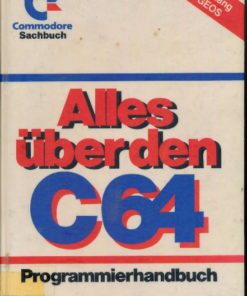 Commodore
Sachbuch
GEOS
Alles
über den
C64
Programmierhandbuch